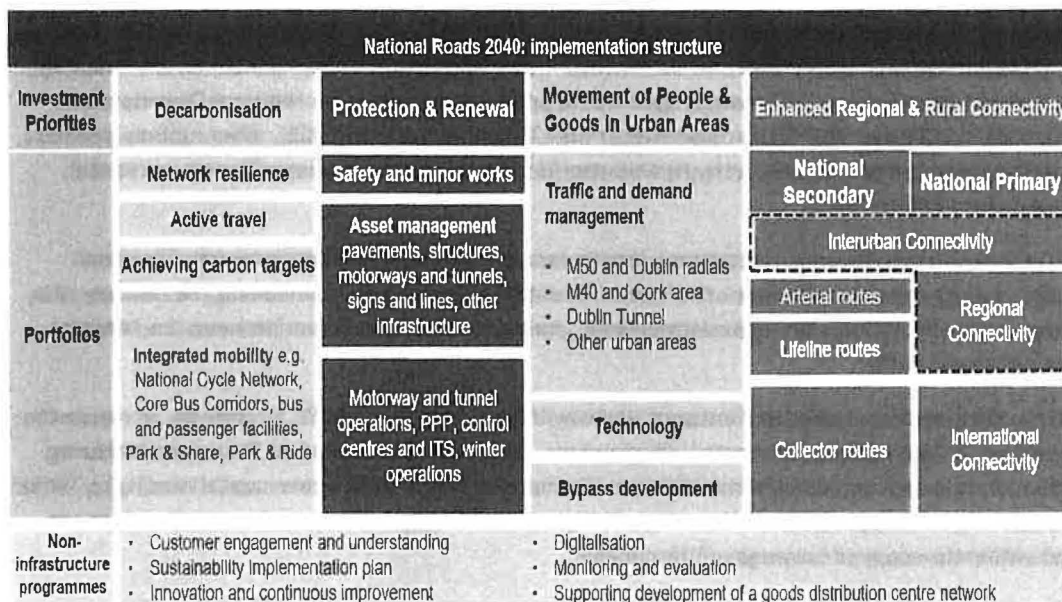 National Roads 2040: implementation structure
Investment
Priorities
Decarbonisation
Protection & Renewal
Movement of People &
Goods in Urban Areas
Enhanced Regional & Rural Connectivity
Portfolios
Network resilience
Active travel
Achieving carbon targets
Integrated mobility e.g.
National Cycle Network,
Core Bus Corridors, bus
and passenger facilities,
Park & Share, Park & Ride
Safety and minor works
Asset management
pavements, structures,
motorways and tunnels,
signs and lines, other
infrastructure
Motorway and tunnel
operations, PPP, control
centres and ITS, winter
operations
Traffic and demand
management
• M50 and Dublin radials
• M40 and Cork area
• Dublin Tunnel
• Other urban areas
Technology
Bypass development
National
Secondary
National Primary
Interurban Connectivity
Arterial routes
Lifeline routes
Regional
Connectivity
Collector routes
International
Connectivity
Non-
infrastructure
programmes
• Customer engagement and understanding
• Sustainability Implementation plan
• Innovation and continuous improvement
• Digitalisation
• Monitoring and evaluation
• Supporting development of a goods distribution centre network